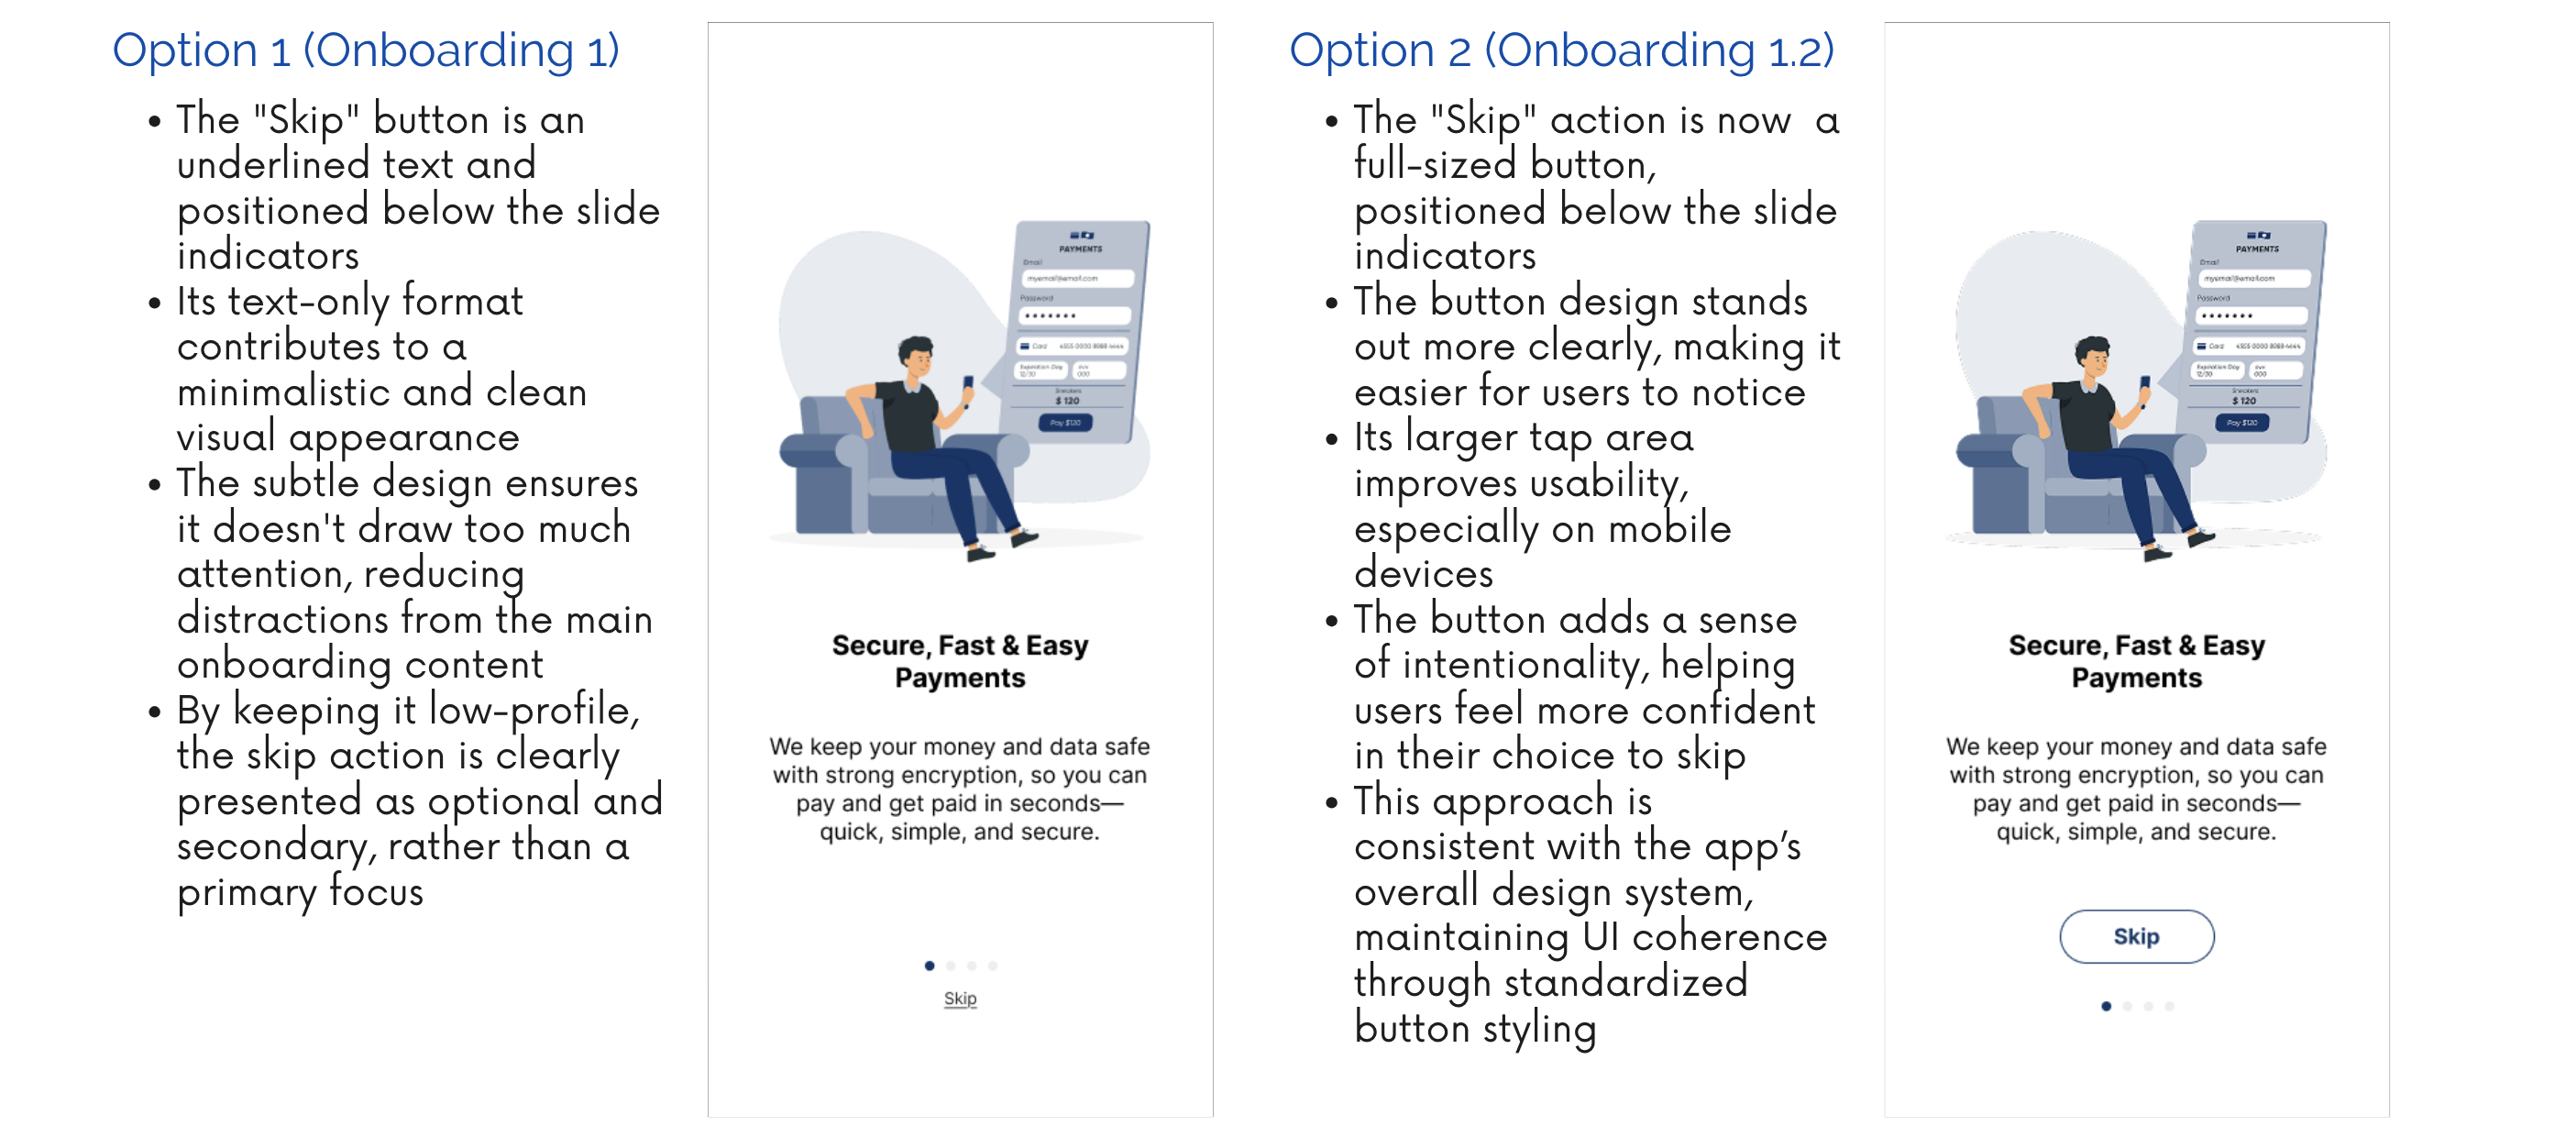 Option 1 (Onboarding 1)
• The "Skip" button is an
underlined text and
positioned below the slide
indicators
• Its text-only format
contributes to a
minimalistic and clean
visual appearance
• The subtle design ensures
it doesn't draw too much
attention, reducing
distractions from the main
onboarding content
• By keeping it low-profile,
the skip action is clearly
presented as optional and
secondary, rather than a
primary focus
PAYMENTS
Email
myemail@email.com
Password
Card 4555 0000 8888 4444
Expiration Day
12/30
000
Sneakers
$ 120
Pay $120
Secure, Fast & Easy
Payments
We keep your money and data safe
with strong encryption, so you can
pay and get paid in seconds—
quick, simple, and secure.
Skip
Option 2 (Onboarding 1.2)
• The "Skip" action is now a
full-sized button,
positioned below the slide
indicators
• The button design stands
out more clearly, making it
easier for users to notice
• Its larger tap area
improves usability,
especially on mobile
devices
• The button adds a sense
of intentionality, helping
users feel more confident
in their choice to skip
• This approach is
consistent with the app’s
overall design system,
maintaining UI coherence
through standardized
button styling
PAYMENTS
Email
myemail@email.com
Password
Card 4555 0000 8888 4444
Expiration Day
12/30
000
Sneakers
$ 120
Pay $120
Secure, Fast & Easy
Payments
We keep your money and data safe
with strong encryption, so you can
pay and get paid in seconds—
quick, simple, and secure.
Skip